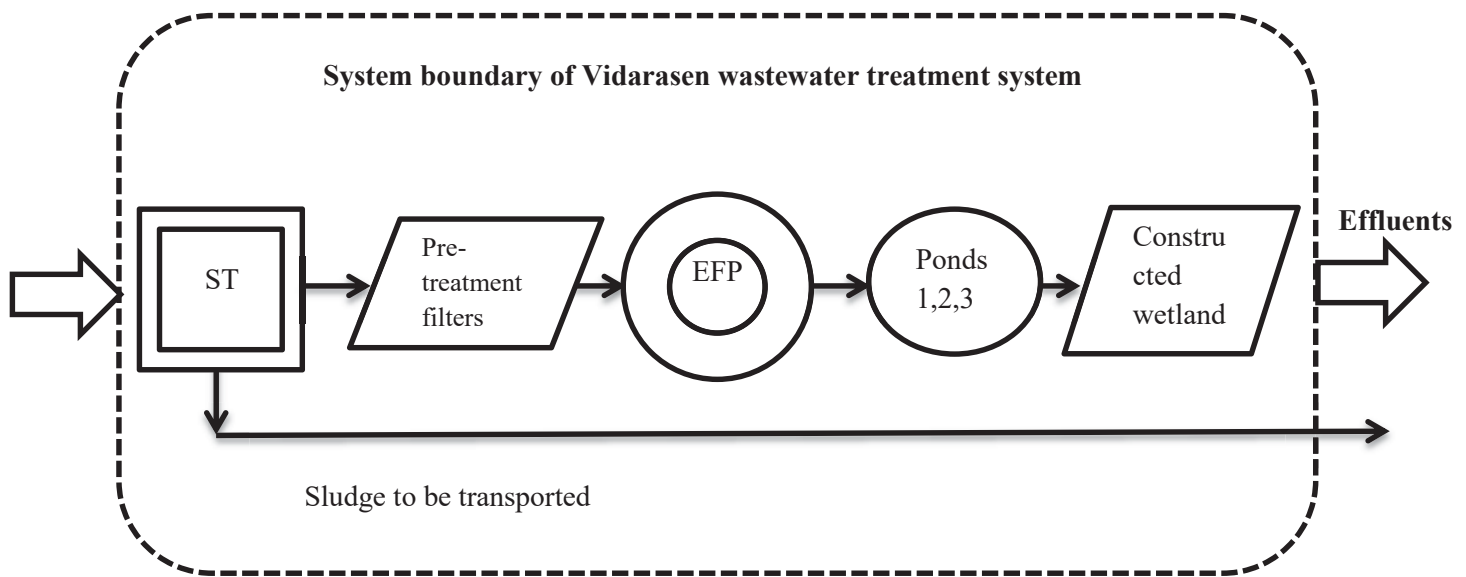 System boundary of Vidarasen wastewater treatment system
ST
Pre-
treatment
filters
EFP
Ponds
1,2,3
Constru
cted
wetland
Effluents
Sludge to be transported